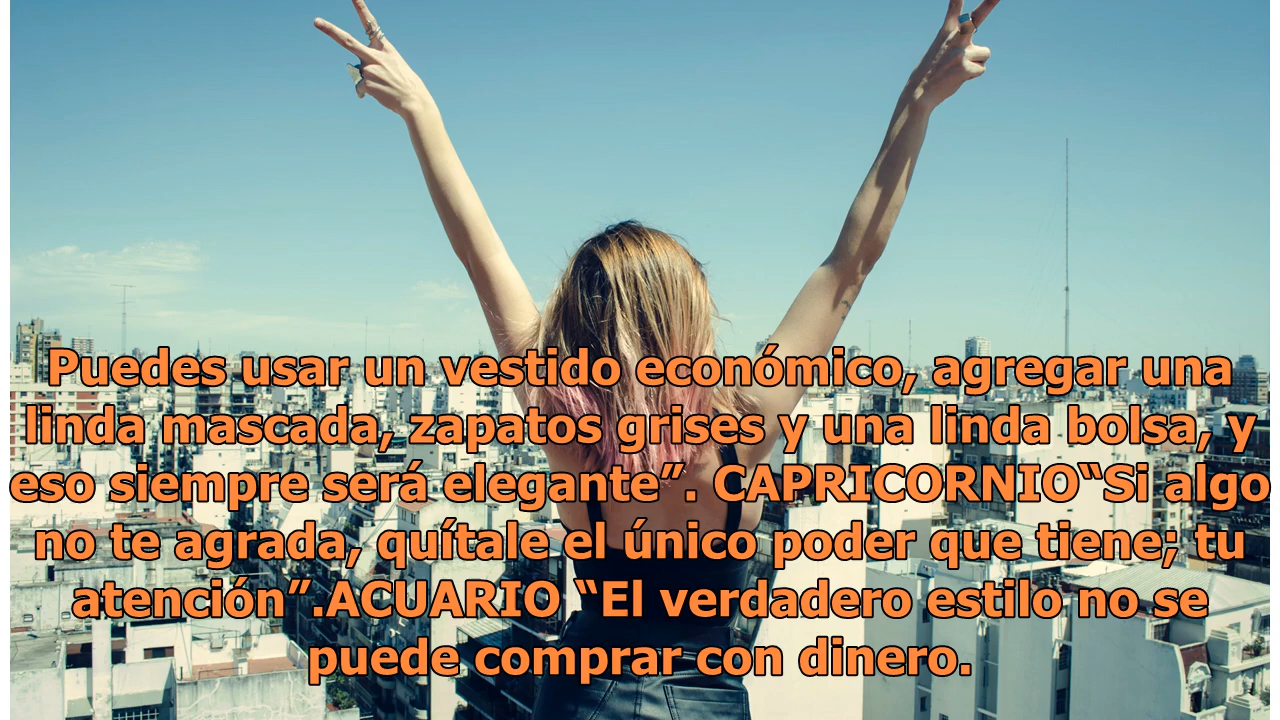 Puedes usar un vestido económico, agregar una
linda mascada, zapatos grises y una linda bolsa, y
eso siempre será elegante”. CAPRICORNIO“Si algo
no te agrada, quítale el único poder que tiene; tu
atención”.ACUARIO “El verdadero estilo no se
puede comprar con dinero.